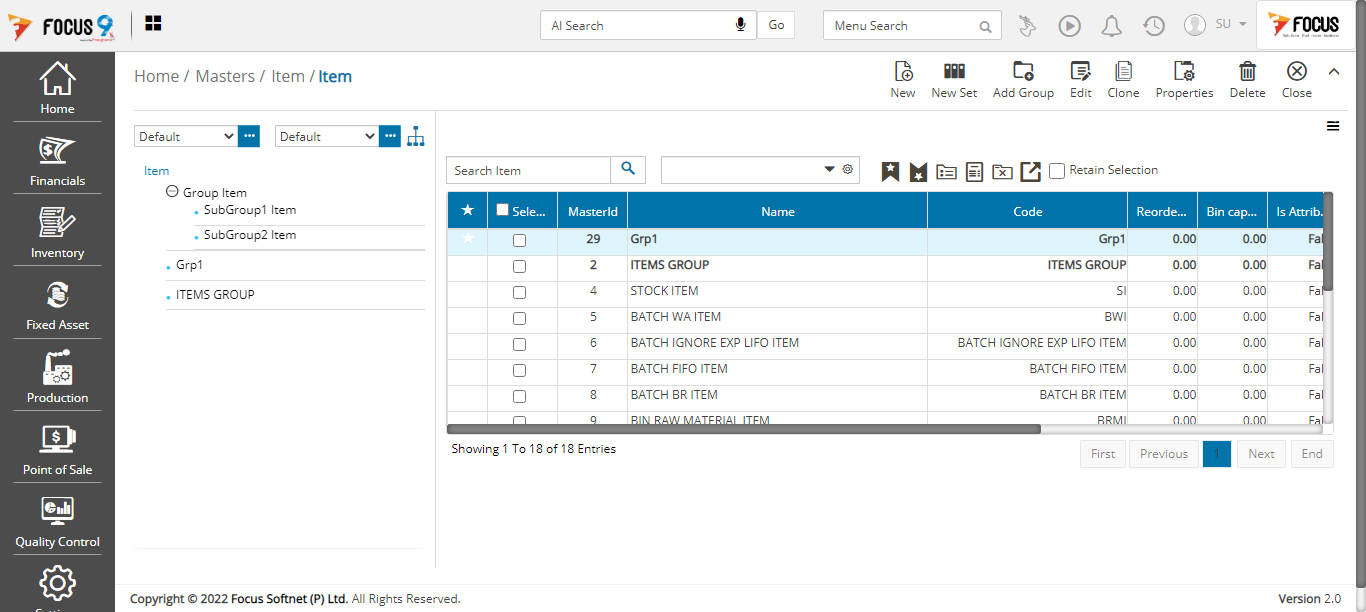 FOCUS 9
AI Search
Go
Menu Search
SU
FOCUS
Home
Financials
Inventory
Fixed Asset
Production
Point of Sale
Quality Control
Home / Masters / Item / Item
New
New Set
Add Group
Edit
Clone
Properties
Delete
Close
Default
Default
Item
Group Item
SubGroup1 Item
SubGroup2 Item
Grp1
ITEMS GROUP
Search Item
Retain Selection
Sele... MasterId Name Code Reorde... Bin cap... Is Attrib.
29 Grp1 Grp1 0.00 0.00 Fal
2 ITEMS GROUP ITEMS GROUP 0.00 0.00 Fal
4 STOCK ITEM SI 0.00 0.00 Fal
5 BATCH WA ITEM BWI 0.00 0.00 Fal
6 BATCH IGNORE EXP LIFO ITEM BATCH IGNORE EXP LIFO ITEM 0.00 0.00 Fal
7 BATCH FIFO ITEM BATCH FIFO ITEM 0.00 0.00 Fal
8 BATCH BR ITEM BATCH BR ITEM 0.00 0.00 Fal
9 BIN RAW MATERIAL ITEM BRMI 0.00 0.00 Fal
Showing 1 To 18 of 18 Entries
First
Previous
1
Next
End
Copyright © 2022 Focus Softnet (P) Ltd. All Rights Reserved.
Version 2.0